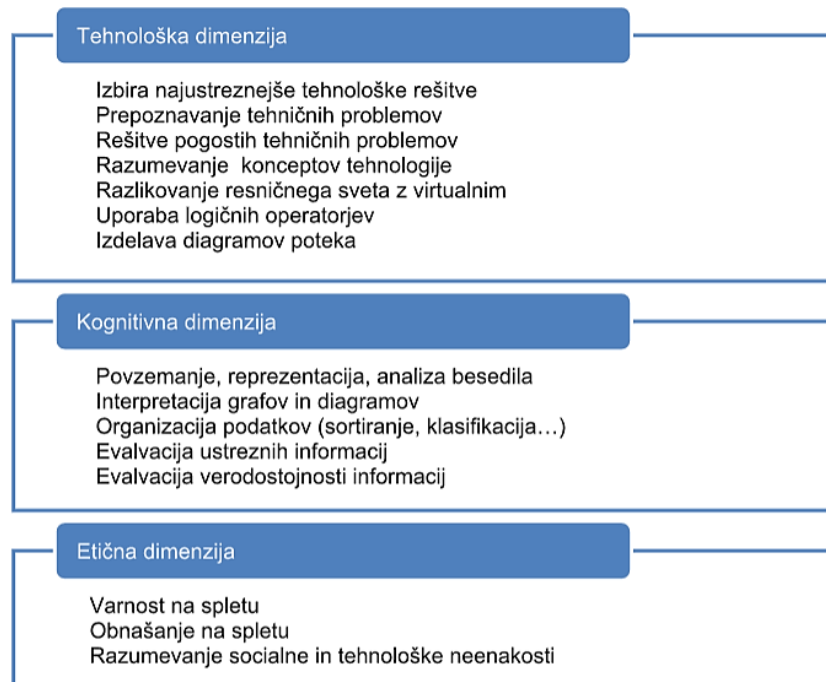 Tehnološka dimenzija
Izbira najustreznejše tehnološke rešitve
Prepoznavanje tehničnih problemov
Rešitve pogostih tehničnih problemov
Razumevanje konceptov tehnologije
Razlikovanje resničnega sveta z virtualnim
Uporaba logičnih operatorjev
Izdelava diagramov poteka
Kognitivna dimenzija
Povzemanje, reprezentacija, analiza besedila
Interpretacija grafov in diagramov
Organizacija podatkov (sortiranje, klasifikacija…)
Evalvacija ustreznih informacij
Evalvacija verodostojnosti informacij
Etična dimenzija
Varnost na spletu
Obnašanje na spletu
Razumevanje socialne in tehnološke neenakosti